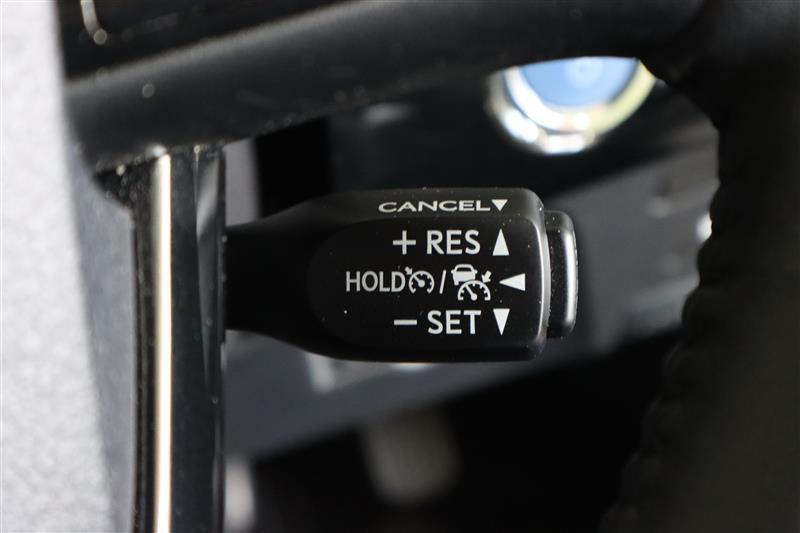 CANCEL▼
+ RES ▲
HOLD / ◀
− SET ▼